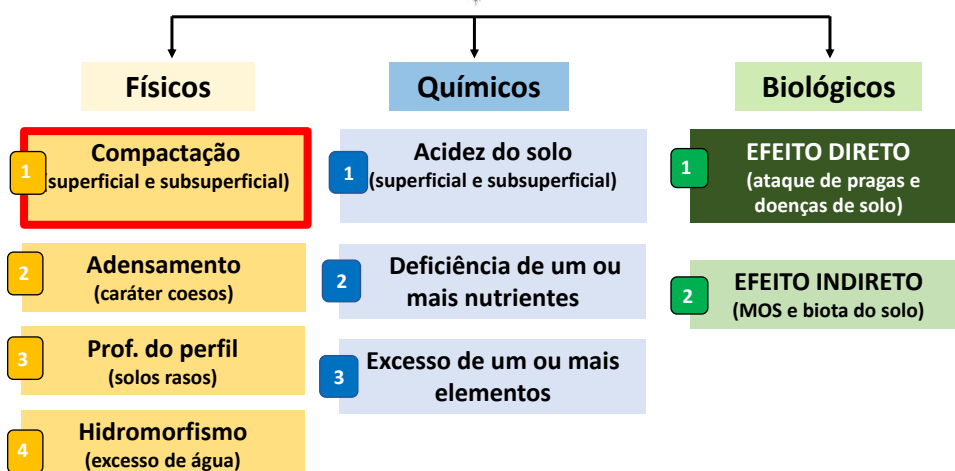 Físicos
Químicos
Biológicos
1
Compactação
(superficial e subsuperficial)
2
Adensamento
(caráter coesos)
3
Prof. do perfil
(solos rasos)
4
Hidromorfismo
(excesso de água)
1
Acidez do solo
(superficial e subsuperficial)
2
Deficiência de um ou
mais nutrientes
3
Excesso de um ou mais
elementos
1
EFEITO DIRETO
(ataque de pragas e
doenças de solo)
2
EFEITO INDIRETO
(MOS e biota do solo)